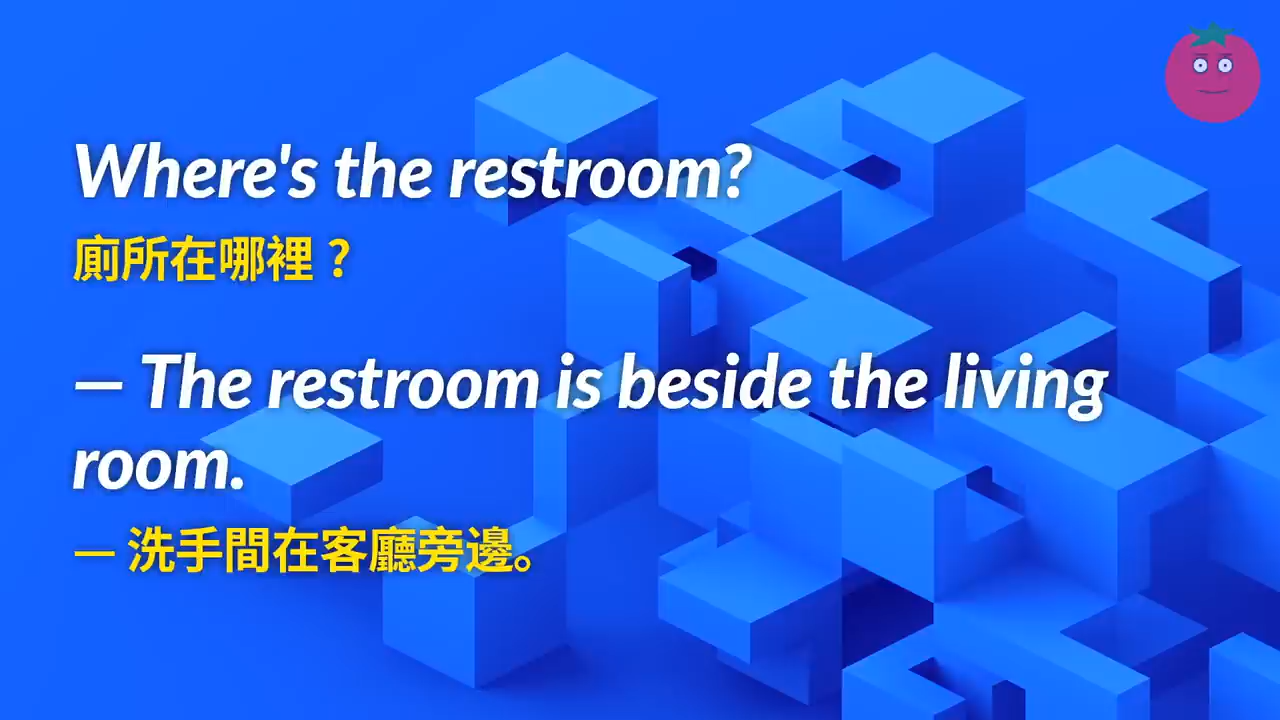 Where's the restroom?
廁所在哪裡？
— The restroom is beside the living
room.
— 洗手間在客廳旁邊。